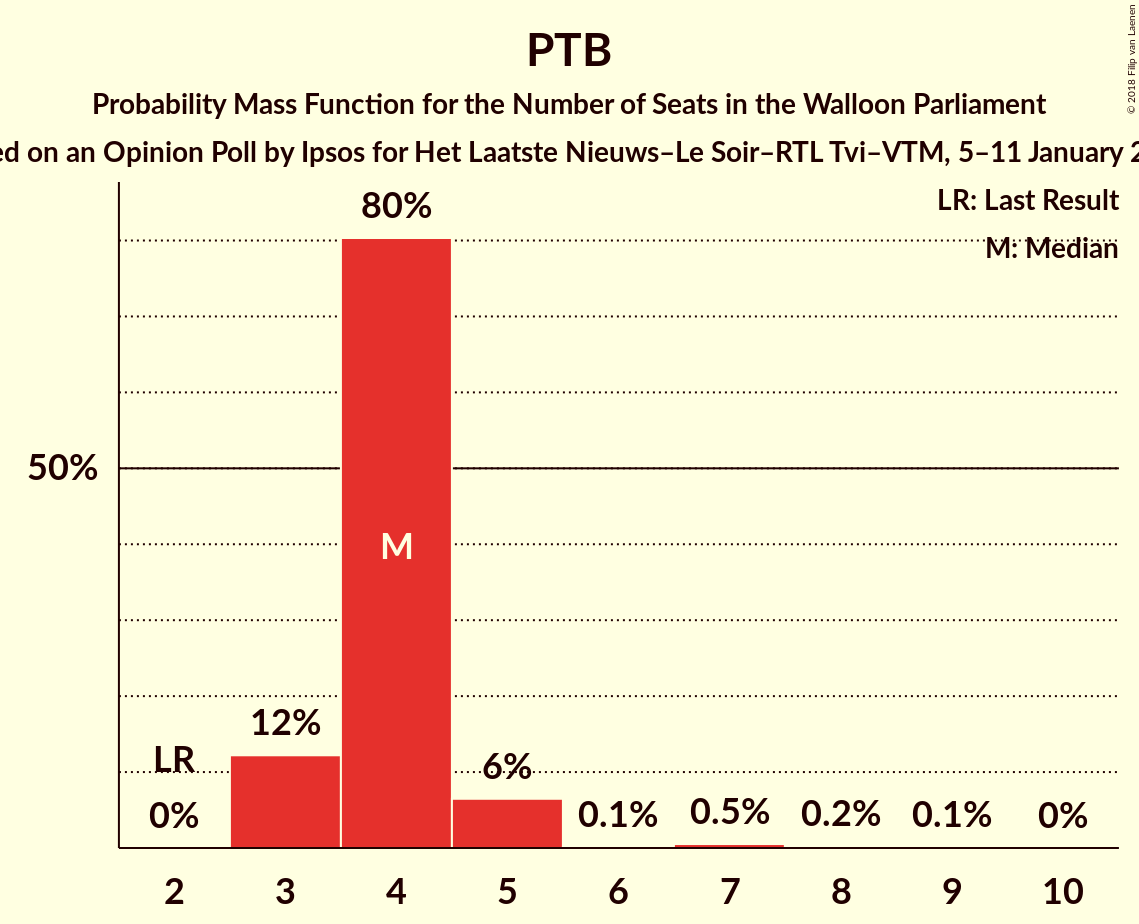 PTB
Probability Mass Function for the Number of Seats in the Walloon Parliament
on an Opinion Poll by Ipsos for Het Laatste Nieuws–Le Soir–RTL Tvi–VTM, 5–11 January
© 2018 Filip van Laenen
LR: Last Result
M: Median
80%
50%
M
12%
LR
6%
0%
0.1%
0.5%
0.2%
0.1%
0%
2 3 4 5 6 7 8 9 10